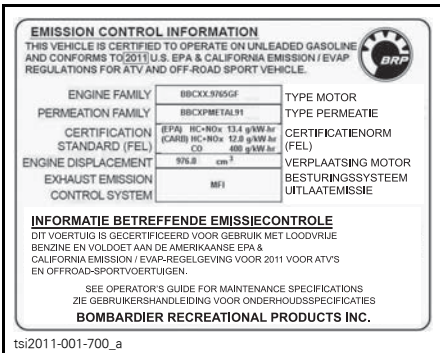 EMISSION CONTROL INFORMATION
THIS VEHICLE IS CERTIFIED TO OPERATE ON UNLEADED GASOLINE
AND CONFORMS TO 2011 U.S. EPA & CALIFORNIA EMISSION / EVAP
REGULATIONS FOR ATV AND OFF-ROAD SPORT VEHICLE.
BRP
ENGINE FAMILY BBCXX.9765GF TYPE MOTOR
PERMEATION FAMILY BBCXPMETAL91 TYPE PERMEATIE
CERTIFICATION STANDARD (FEL) (EPA) HC+NOx 13.4 g/kW-hr CERTIFICATIENORM (FEL)
(CARB) HC+NOx 12.0 g/kW-hr
CO 400 g/kW-hr
ENGINE DISPLACEMENT 976.0 cm³ VERPLAATSING MOTOR
EXHAUST EMISSION CONTROL SYSTEM MFI BESTURINGSSYSTEEM UITLAATEMISSIE
INFORMATIE BETREFFENDE EMISSIECONTROLE
DIT VOERTUIG IS GECERTIFICEERD VOOR GEBRUIK MET LOODVRIJE
BENZINE EN VOLDOET AAN DE AMERIKAANSE EPA &
CALIFORNIA EMISSION / EVAP-REGELGEVING VOOR 2011 VOOR ATV'S
EN OFFROAD-SPORTVOERTUIGEN.
SEE OPERATOR'S GUIDE FOR MAINTENANCE SPECIFICATIONS
ZIE GEBRUIKERSHANDLEIDING VOOR ONDERHOUDSSPECIFICATIES
BOMBARDIER RECREATIONAL PRODUCTS INC.
tsi2011-001-700_a